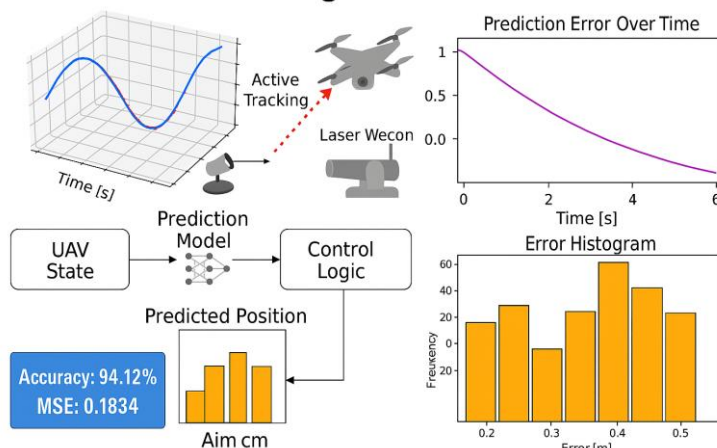 Active
Tracking
Time [s]
Laser Wecon
Prediction Error Over Time
1
0.5
0.0
0
2
4
6
Time [s]
UAV
State
Prediction
Model
Control
Logic
Predicted Position
Accuracy: 94.12%
MSE: 0.1834
Aim cm
Error Histogram
60
40
20
0
20
0.2
0.3
0.4
0.5
Error [m]